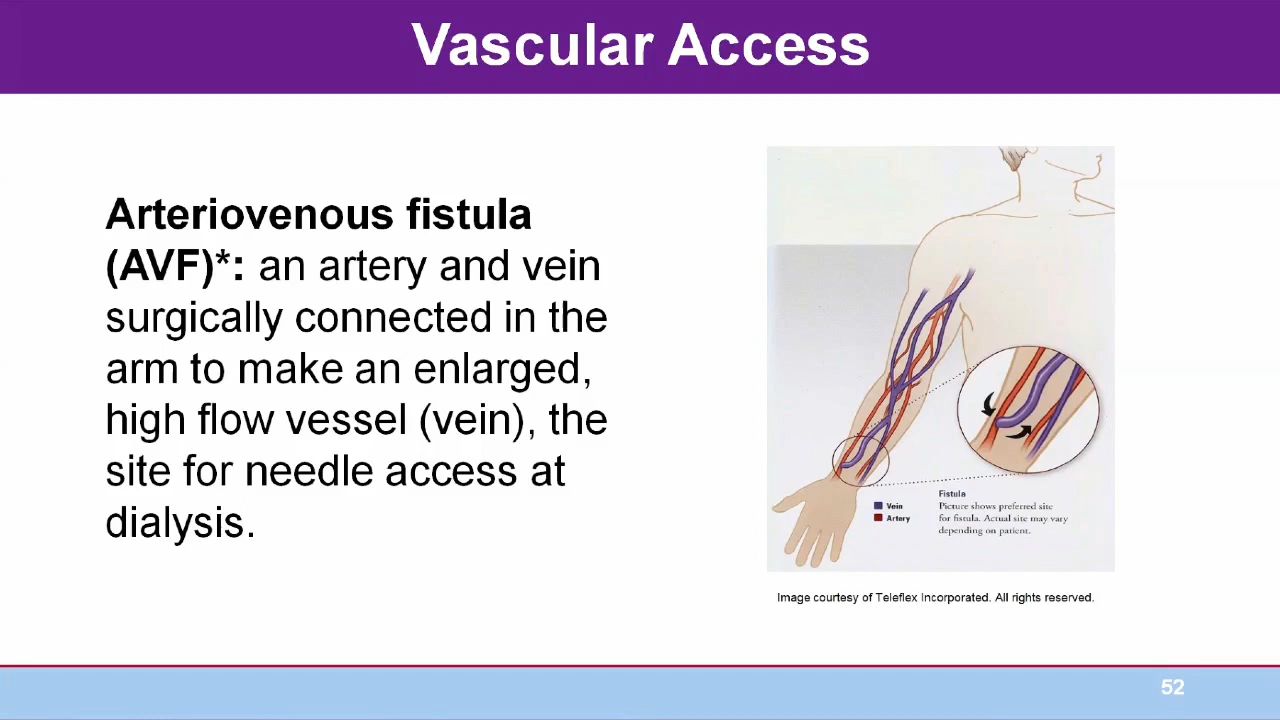 Vascular Access
Arteriovenous fistula
(AVF)*: an artery and vein
surgically connected in the
arm to make an enlarged,
high flow vessel (vein), the
site for needle access at
dialysis.
Vein
Artery
Fistula
Picture shows preferred site
for fistula. Actual site may vary
depending on patient.
Image courtesy of Teleflex Incorporated. All rights reserved.
52